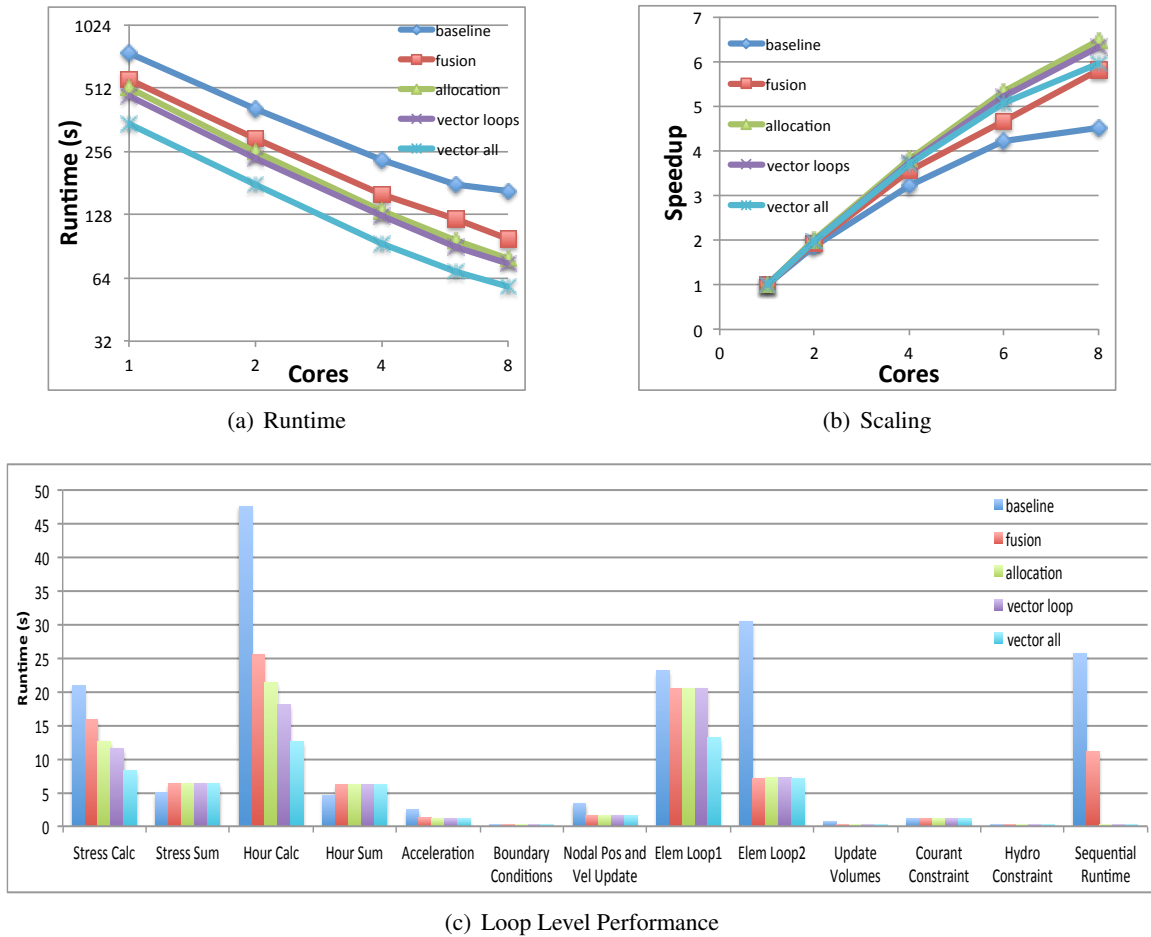 1024
512
256
128
64
32
Runtime (s)
1
2
4
8
Cores
baseline
fusion
allocation
vector loops
vector all
(a) Runtime
7
6
5
4
3
2
1
0
Speedup
0
2
4
6
8
Cores
baseline
fusion
allocation
vector loops
vector all
(b) Scaling
50
45
40
35
30
25
20
15
10
5
0
Runtime (s)
baseline
fusion
allocation
vector loop
vector all
Stress Calc
Stress Sum
Hour Calc
Hour Sum
Acceleration
Boundary
Conditions
Nodal Pos and
Vel Update
Elem Loop1
Elem Loop2
Update
Volumes
Courant
Constraint
Hydro
Constraint
Sequential
Runtime
(c) Loop Level Performance